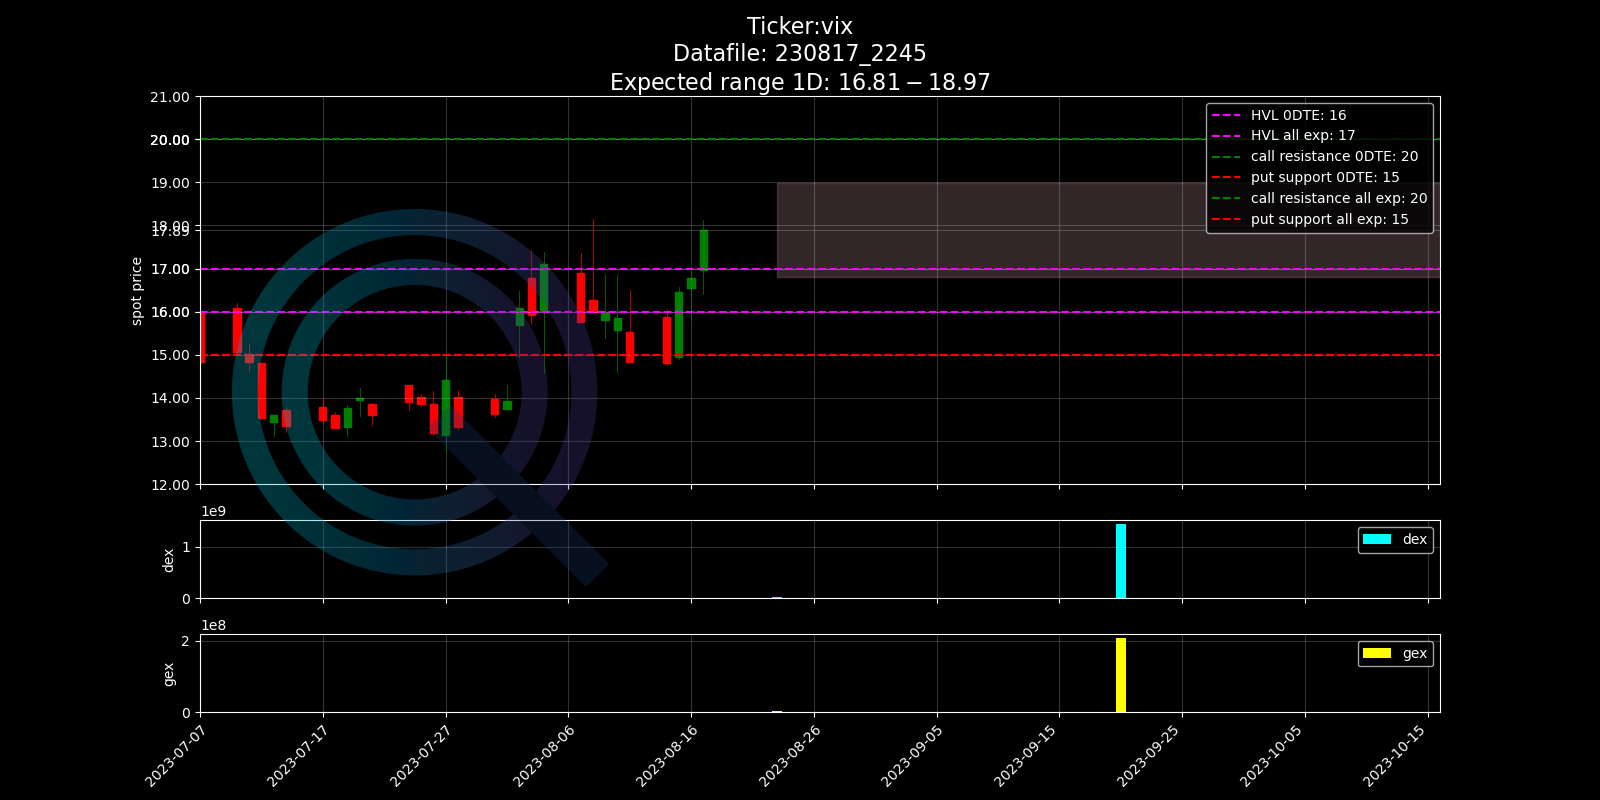 Ticker:vix
Datafile: 230817_2245
Expected range 1D: 16.81 − 18.97
21.00
20.00
19.00
18.00
17.89
17.00
16.00
15.00
14.00
13.00
12.00
spot price
HVL 0DTE: 16
HVL all exp: 17
call resistance 0DTE: 20
put support 0DTE: 15
call resistance all exp: 20
put support all exp: 15
1e9
1
0
dex
dex
1e8
2
0
gex
gex
2023-07-07
2023-07-17
2023-07-27
2023-08-06
2023-08-16
2023-08-26
2023-09-05
2023-09-15
2023-09-25
2023-10-05
2023-10-15